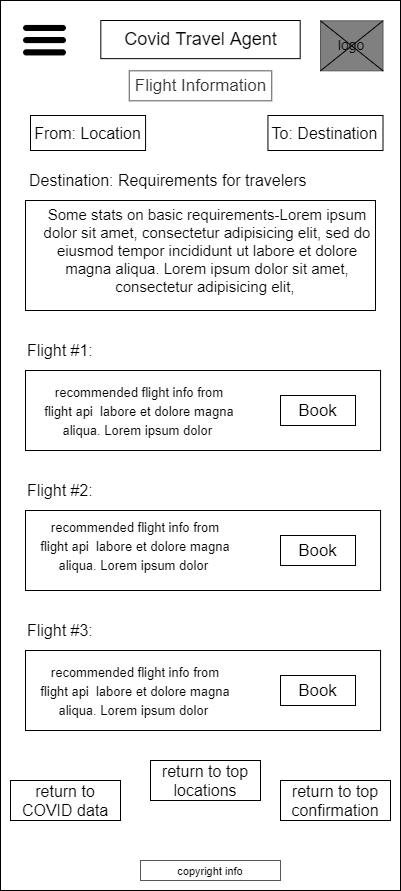 Covid Travel Agent
logo
Flight Information
From: Location
To: Destination
Destination: Requirements for travelers
Some stats on basic requirements-Lorem ipsum
dolor sit amet, consectetur adipisicing elit, sed do
eiusmod tempor incididunt ut labore et dolore
magna aliqua. Lorem ipsum dolor sit amet,
consectetur adipisicing elit,
Flight #1:
recommended flight info from
flight api  labore et dolore magna
aliqua. Lorem ipsum dolor
Book
Flight #2:
recommended flight info from
flight api  labore et dolore magna
aliqua. Lorem ipsum dolor
Book
Flight #3:
recommended flight info from
flight api  labore et dolore magna
aliqua. Lorem ipsum dolor
Book
return to
COVID data
return to top
locations
return to top
confirmation
copyright info